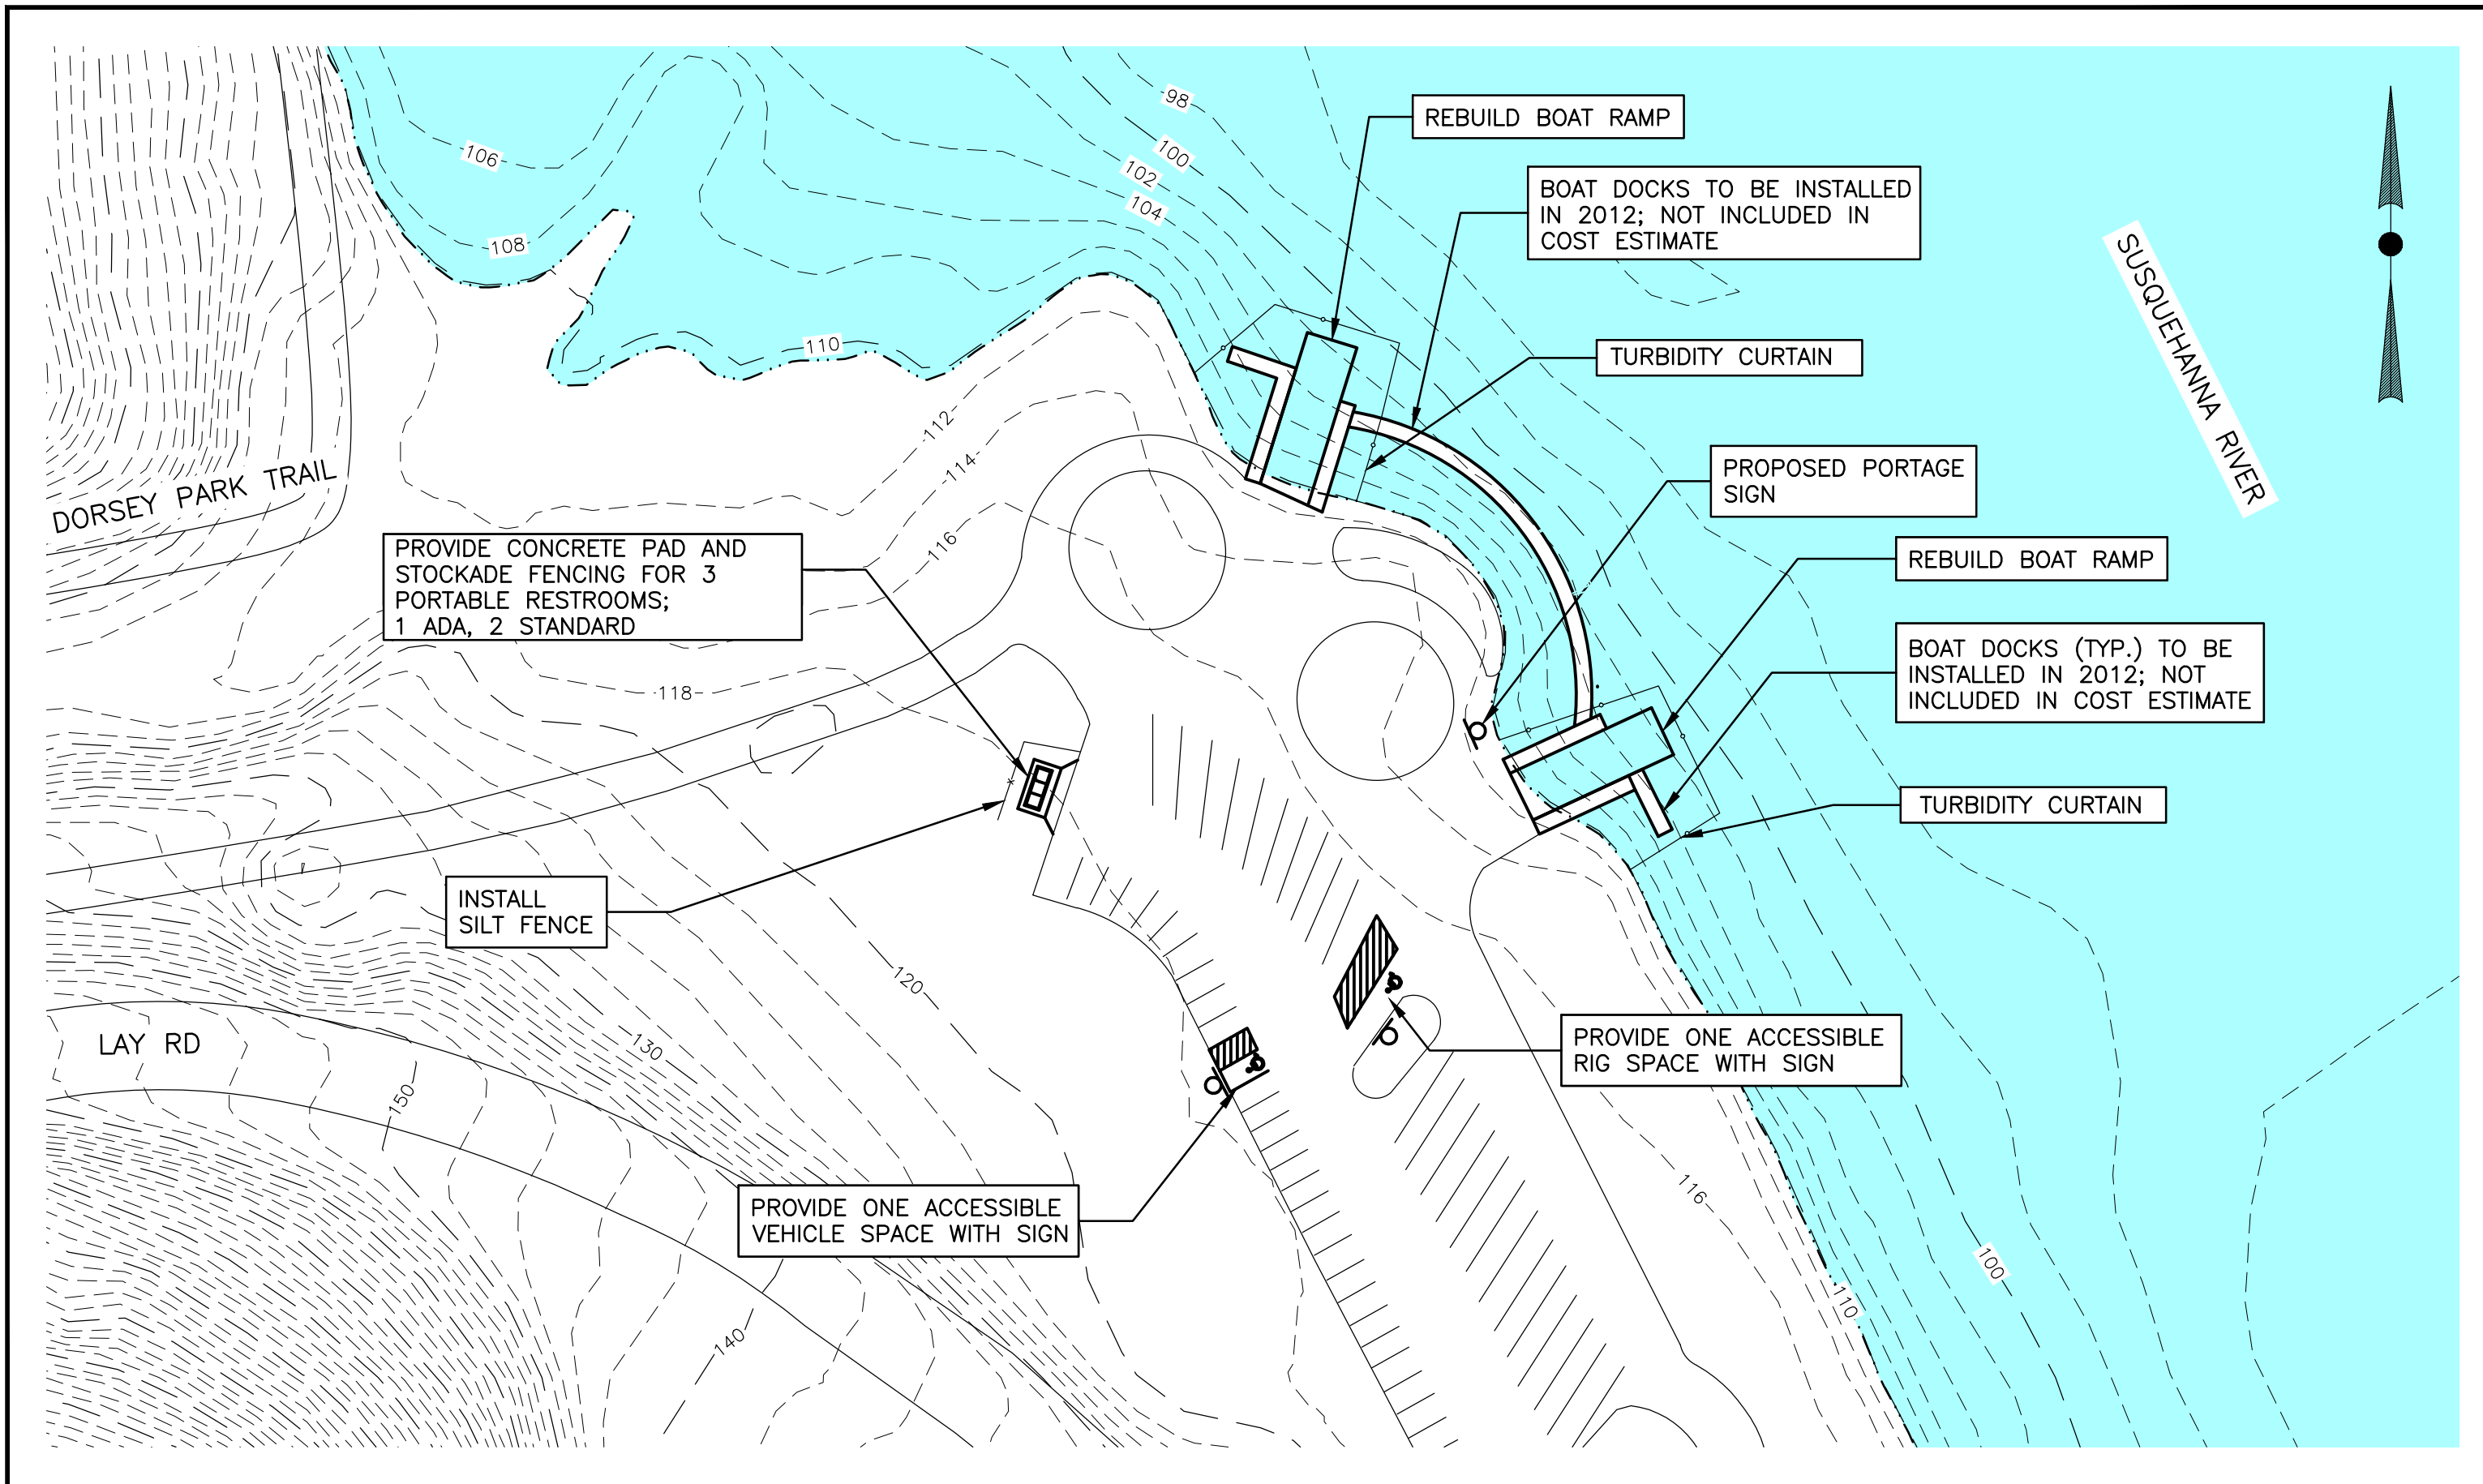 98
REBUILD BOAT RAMP
106
100
102
104
BOAT DOCKS TO BE INSTALLED
IN 2012; NOT INCLUDED IN
COST ESTIMATE
108
SUSQUEHANNA RIVER
110
TURBIDITY CURTAIN
112
114
DORSEY PARK TRAIL
PROPOSED PORTAGE
SIGN
116
PROVIDE CONCRETE PAD AND
STOCKADE FENCING FOR 3
PORTABLE RESTROOMS;
1 ADA, 2 STANDARD
REBUILD BOAT RAMP
118
BOAT DOCKS (TYP.) TO BE
INSTALLED IN 2012; NOT
INCLUDED IN COST ESTIMATE
TURBIDITY CURTAIN
INSTALL
SILT FENCE
120
LAY RD
130
PROVIDE ONE ACCESSIBLE
RIG SPACE WITH SIGN
150
116
PROVIDE ONE ACCESSIBLE
VEHICLE SPACE WITH SIGN
100
110
140